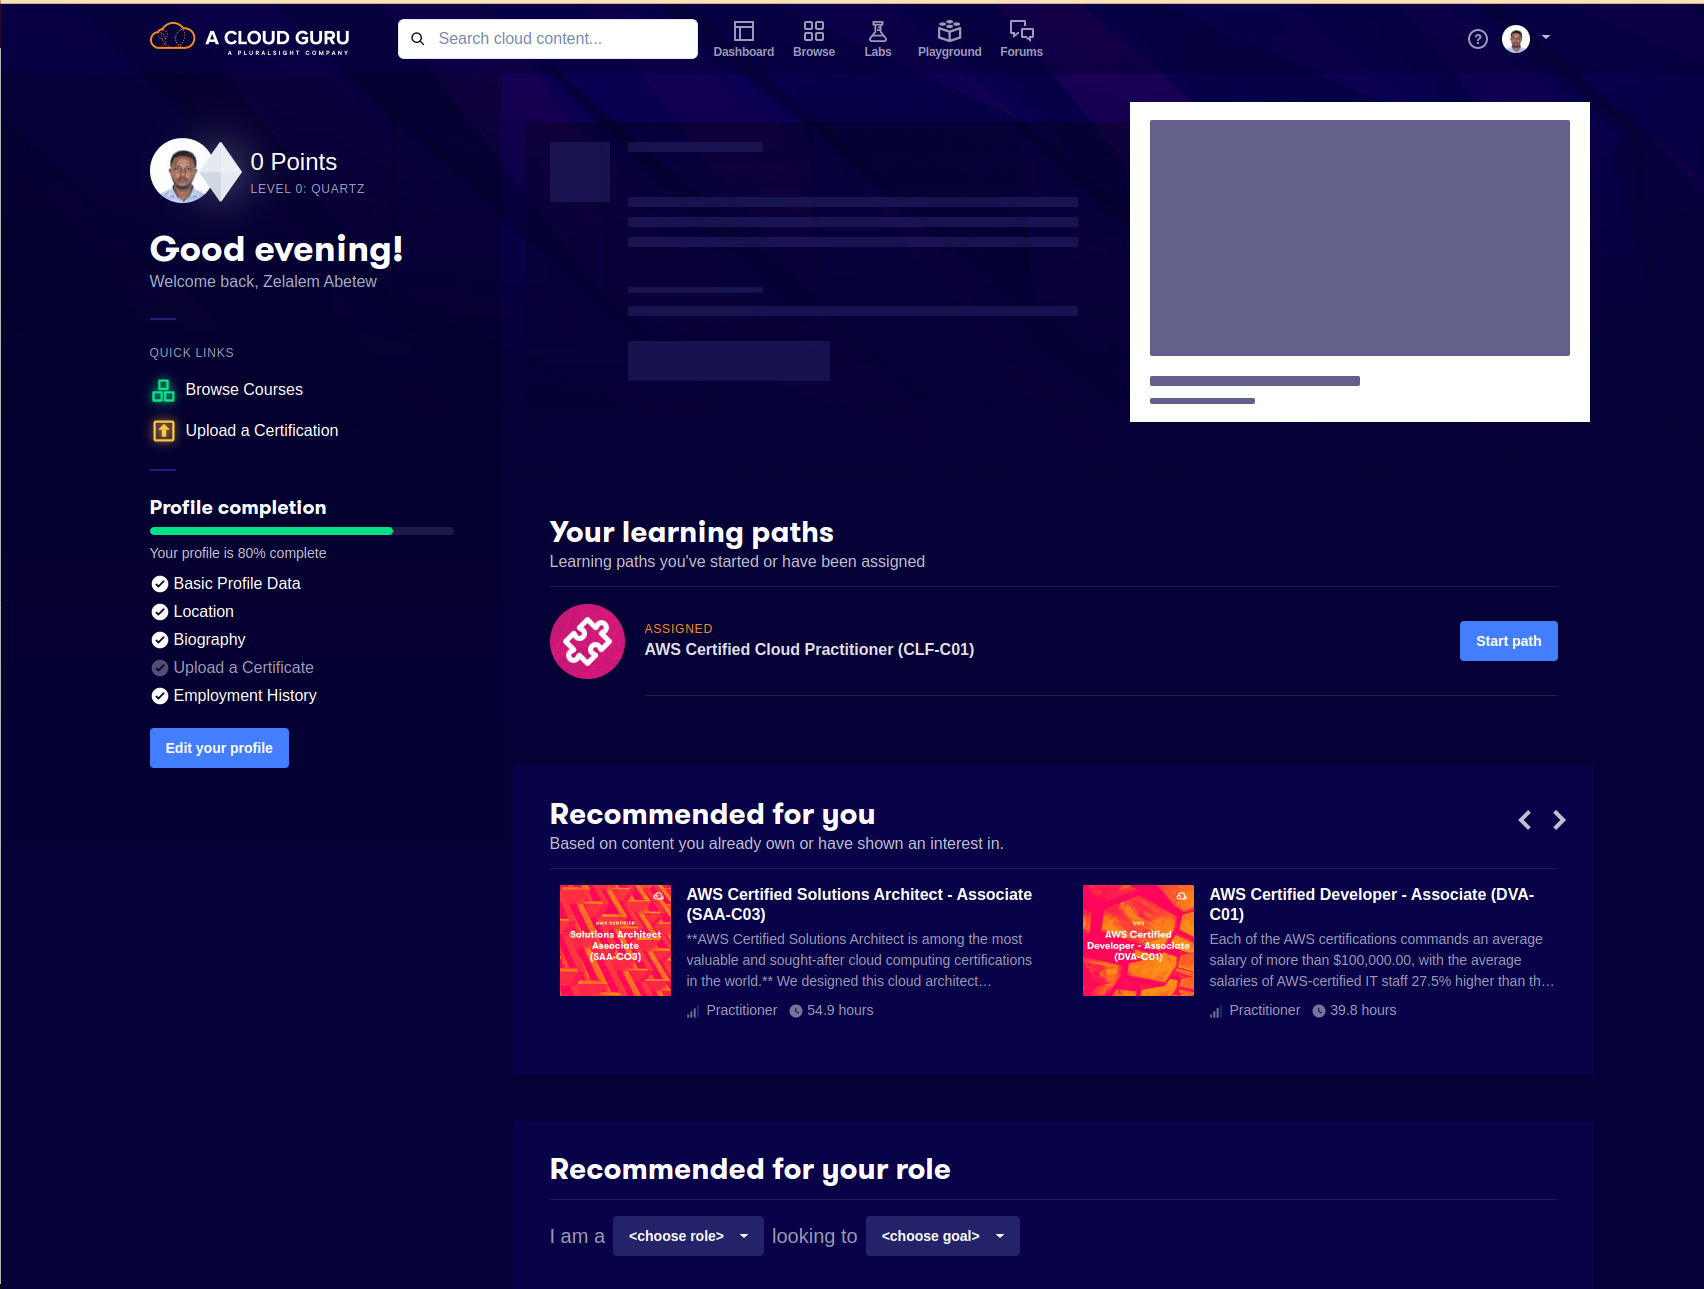 A CLOUD GURU
A PLURALSIGHT COMPANY
Search cloud content...
Dashboard
Browse
Labs
Playground
Forums
0 Points
LEVEL 0: QUARTZ
Good evening!
Welcome back, Zelalem Abetew
QUICK LINKS
Browse Courses
Upload a Certification
Profile completion
Your profile is 80% complete
Basic Profile Data
Location
Biography
Upload a Certificate
Employment History
Edit your profile
Your learning paths
Learning paths you've started or have been assigned
ASSIGNED
AWS Certified Cloud Practitioner (CLF-C01)
Start path
Recommended for you
Based on content you already own or have shown an interest in.
AWS CERTIFIED
Solutions Architect
Associate
(SAA-C03)
AWS Certified Solutions Architect - Associate
(SAA-C03)
**AWS Certified Solutions Architect is among the most
valuable and sought-after cloud computing certifications
in the world.** We designed this cloud architect…
Practitioner
54.9 hours
AWS
AWS Certified
Developer - Associate
(DVA-C01)
AWS Certified Developer - Associate (DVA-
C01)
Each of the AWS certifications commands an average
salary of more than $100,000.00, with the average
salaries of AWS-certified IT staff 27.5% higher than th…
Practitioner
39.8 hours
Recommended for your role
I am a <choose role> looking to <choose goal>